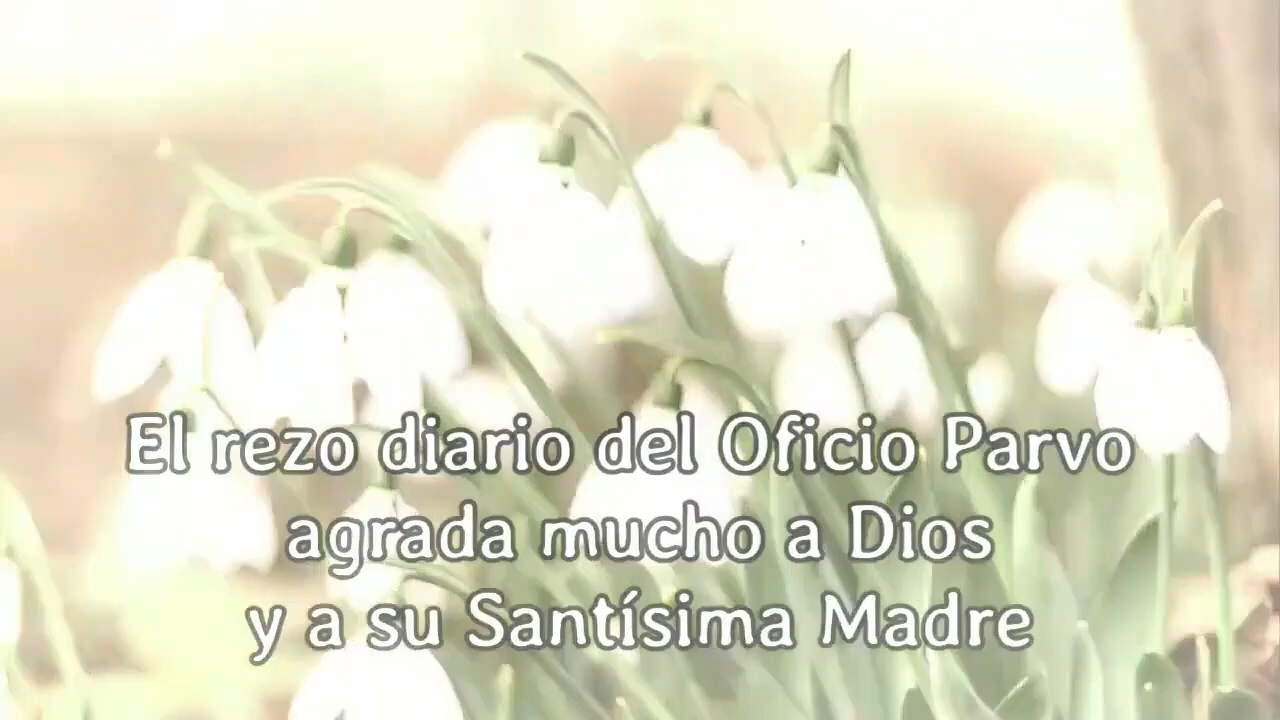 El rezo diario del Oficio Parvo
agrada mucho a Dios
y a su Santísima Madre